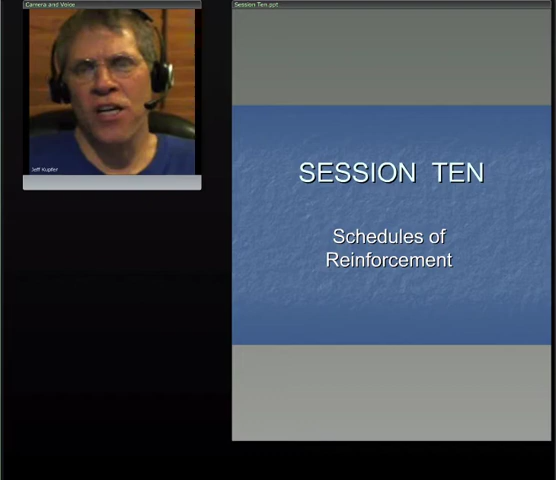 Camera and Voice
Jeff Kupfer
Session Ten.ppt
SESSION TEN
Schedules of
Reinforcement